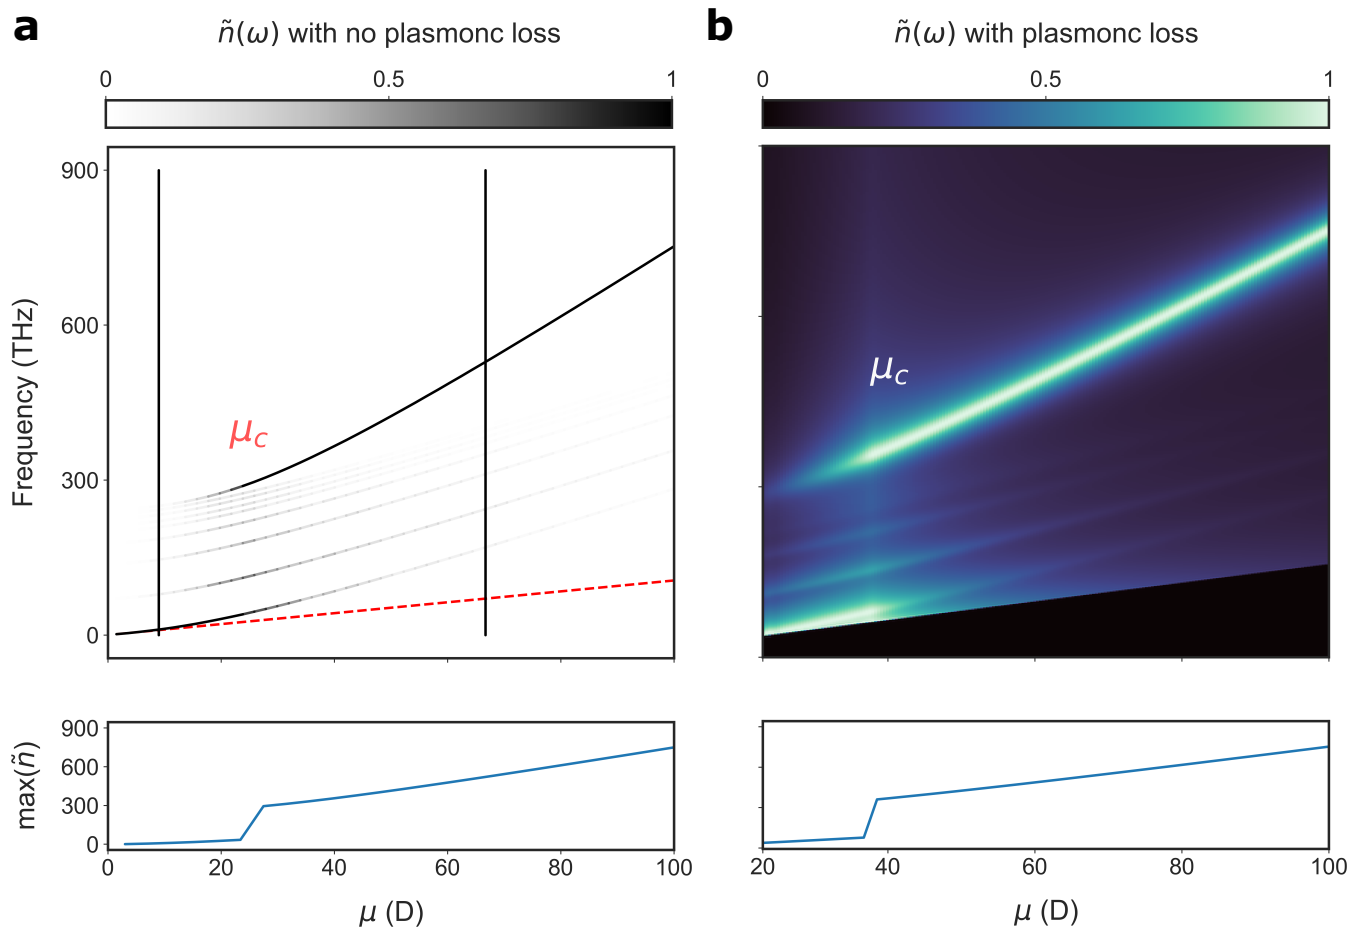 a
ñ(ω) with no plasmonc loss
0 0.5 1
900
600
300
0
Frequency (THz)
μc
b
ñ(ω) with plasmonc loss
0 0.5 1
μc
900
600
300
0
max(ñ)
0 20 40 60 80 100
μ (D)
20 40 60 80 100
μ (D)